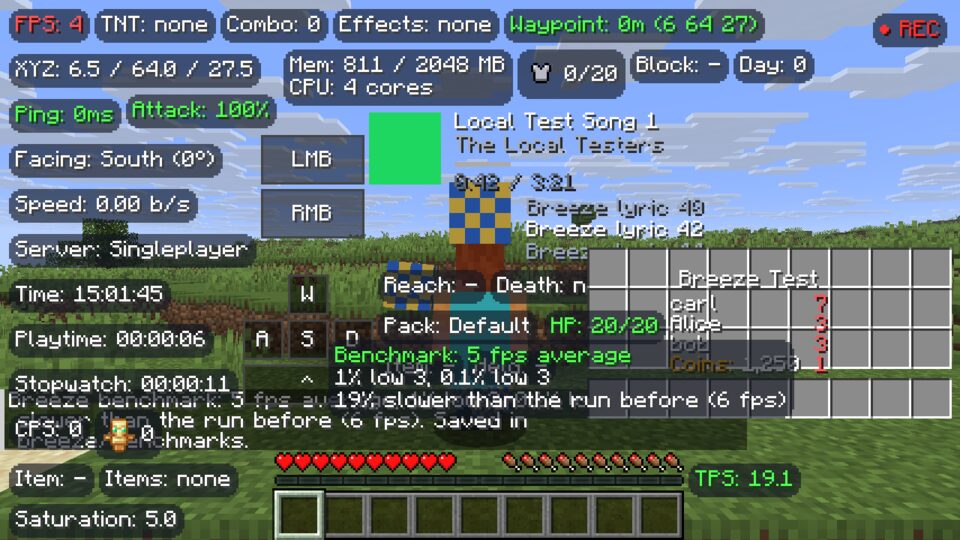 FPS: 4
TNT: none
Combo: 0
Effects: none
Waypoint: 0m (6 64 27)
REC
XYZ: 6.5 / 64.0 / 27.5
Mem: 811 / 2048 MB
CPU: 4 cores
0/20
Block: -
Day: 0
Ping: 0ms
Attack: 100%
Local Test Song 1
The Local Testers
0:42 / 3:21
Facing: South (0°)
LMB
RMB
Speed: 0.00 b/s
Breeze lyric 40
Breeze lyric 42
Breeze
Server: Singleplayer
Reach: -
Death: n
Breeze Test
carl 7
Alice 3
bob 3
Coins: 1,250 1
Time: 15:01:45
W
A
S
D
^
Pack: Default
HP: 20/20
Playtime: 00:00:06
Benchmark: 5 fps average
1% low 3, 0.1% low 3
19% slower than the run before (6 fps)
Stopwatch: 00:00:11
Breeze benchmark: 5 fps
slower than the run before (6 fps). Saved in
breeze/benchmarks.
CPS: 0
0
Item: -
Items: none
TPS: 19.1
Saturation: 5.0